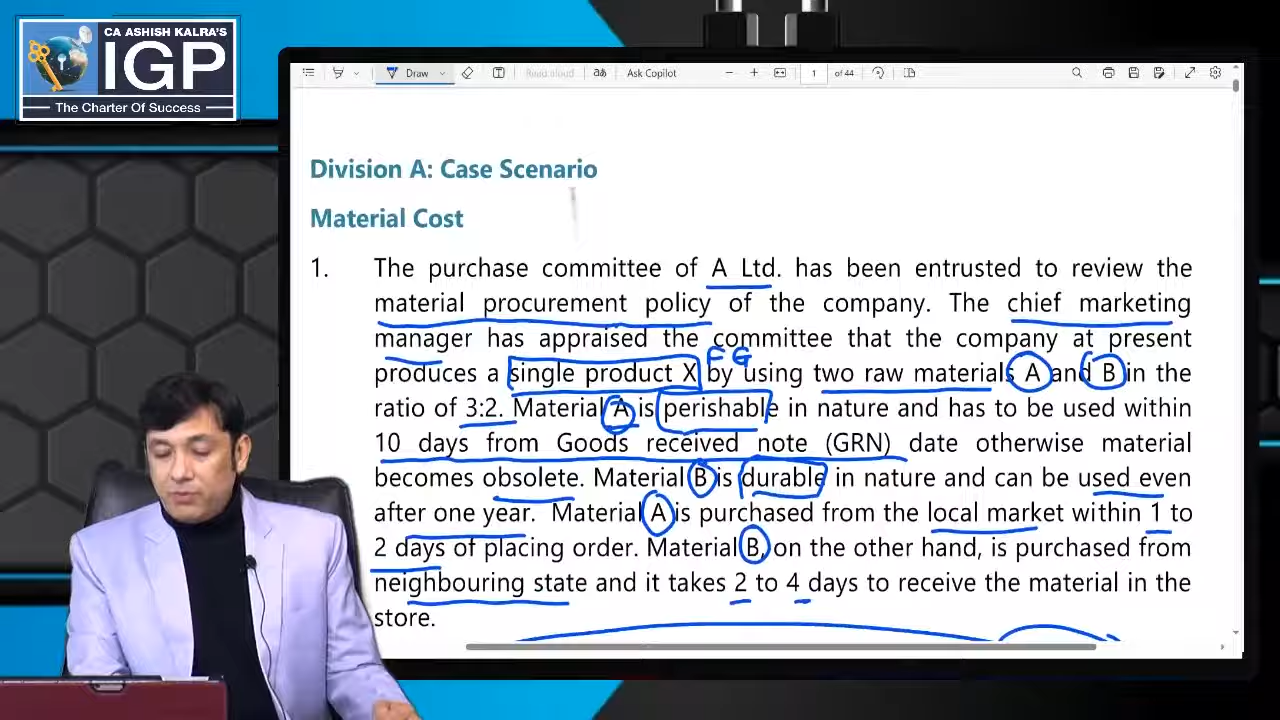 CA ASHISH KALRA'S
IGP
The Charter Of Success
Draw
Read aloud
Ask Copilot
1
of 44
Division A: Case Scenario
Material Cost
1. The purchase committee of A Ltd. has been entrusted to review the
material procurement policy of the company. The chief marketing
manager has appraised the committee that the company at present
FG
produces a single product X by using two raw materials A and B in the
ratio of 3:2. Material A is perishable in nature and has to be used within
10 days from Goods received note (GRN) date otherwise material
becomes obsolete. Material B is durable in nature and can be used even
after one year. Material A is purchased from the local market within 1 to
2 days of placing order. Material B, on the other hand, is purchased from
neighbouring state and it takes 2 to 4 days to receive the material in the
store.